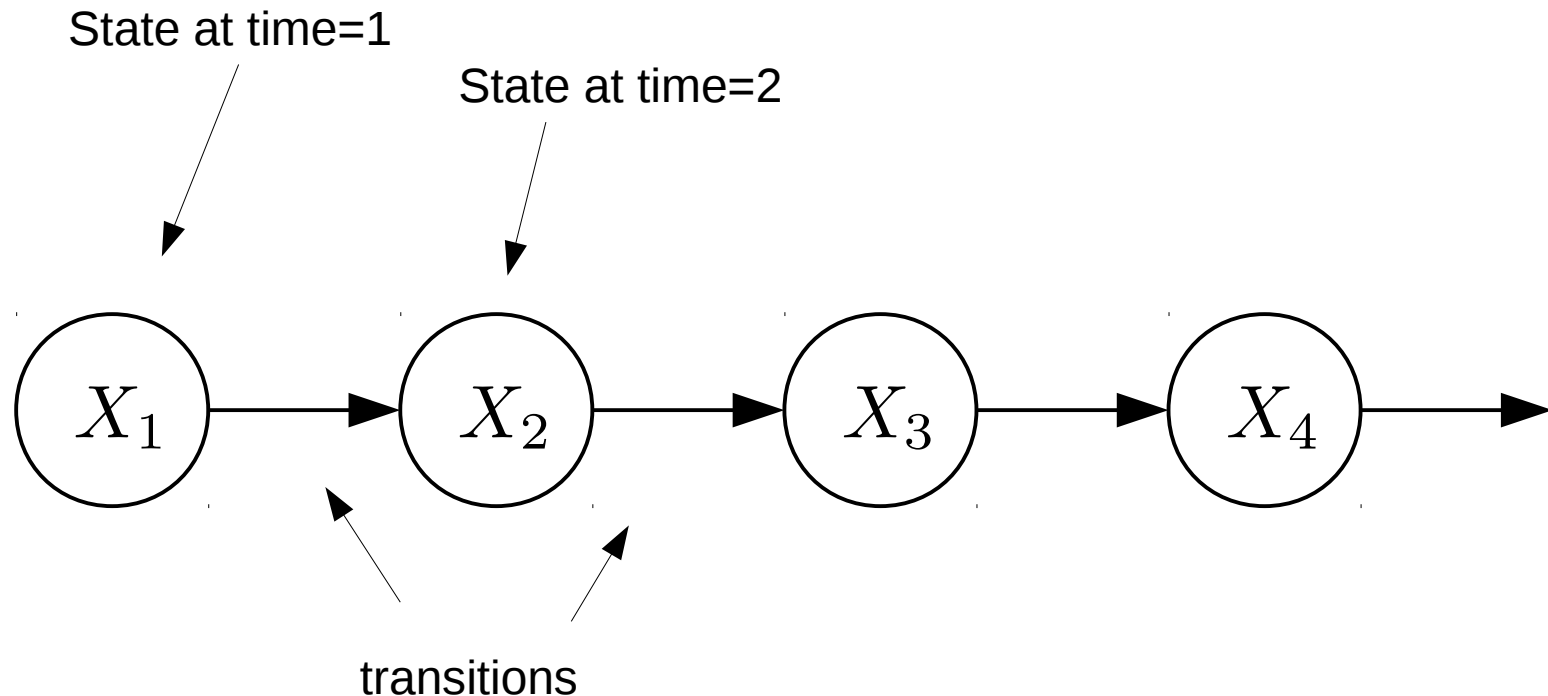 State at time=1
State at time=2
X₁ X₂ X₃ X₄
transitions